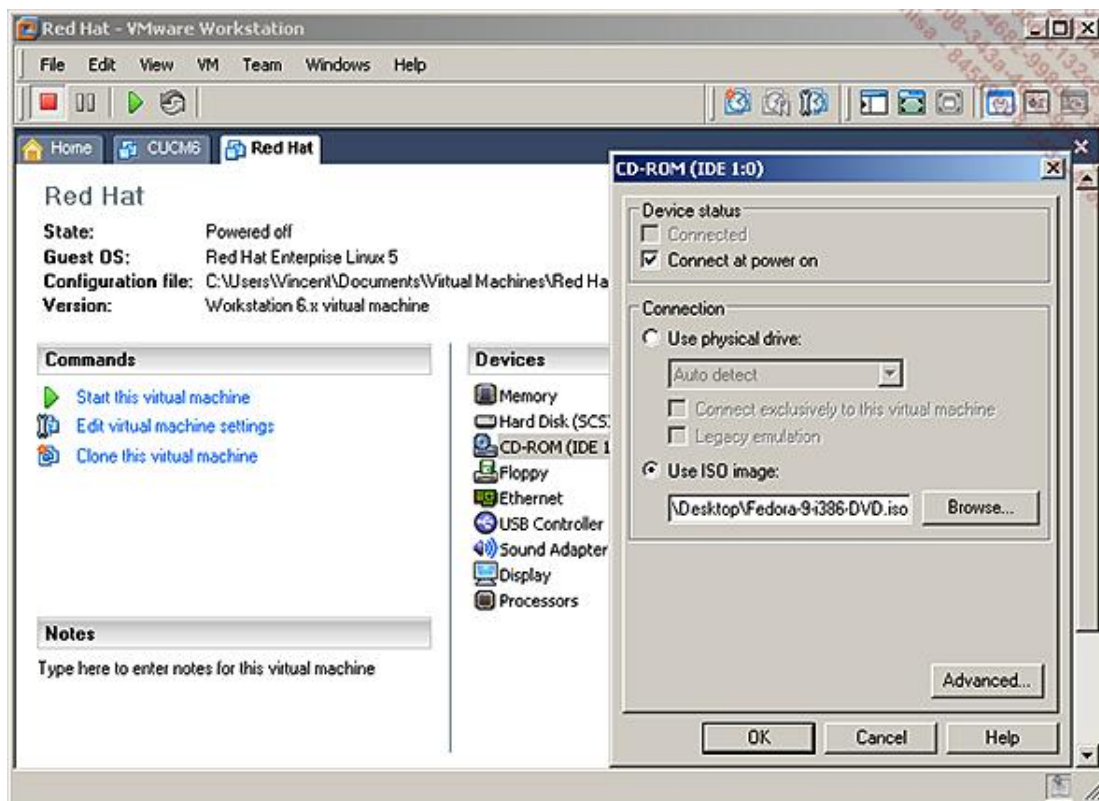 Red Hat - VMware Workstation
File Edit View VM Team Windows Help
Home CUCM6 Red Hat
Red Hat
State: Powered off
Guest OS: Red Hat Enterprise Linux 5
Configuration file: C:\Users\Vincent\Documents\Virtual Machines\Red Ha
Version: Workstation 6.x virtual machine
Commands
Start this virtual machine
Edit virtual machine settings
Clone this virtual machine
Notes
Type here to enter notes for this virtual machine
Devices
Memory
Hard Disk (SCS
CD-ROM (IDE 1
Floppy
Ethernet
USB Controller
Sound Adapter
Display
Processors
CD-ROM (IDE 1:0)
Device status
Connected
Connect at power on
Connection
Use physical drive:
Auto detect
Connect exclusively to this virtual machine
Legacy emulation
Use ISO image:
\Desktop\Fedora-9-i386-DVD.iso Browse...
Advanced...
OK Cancel Help